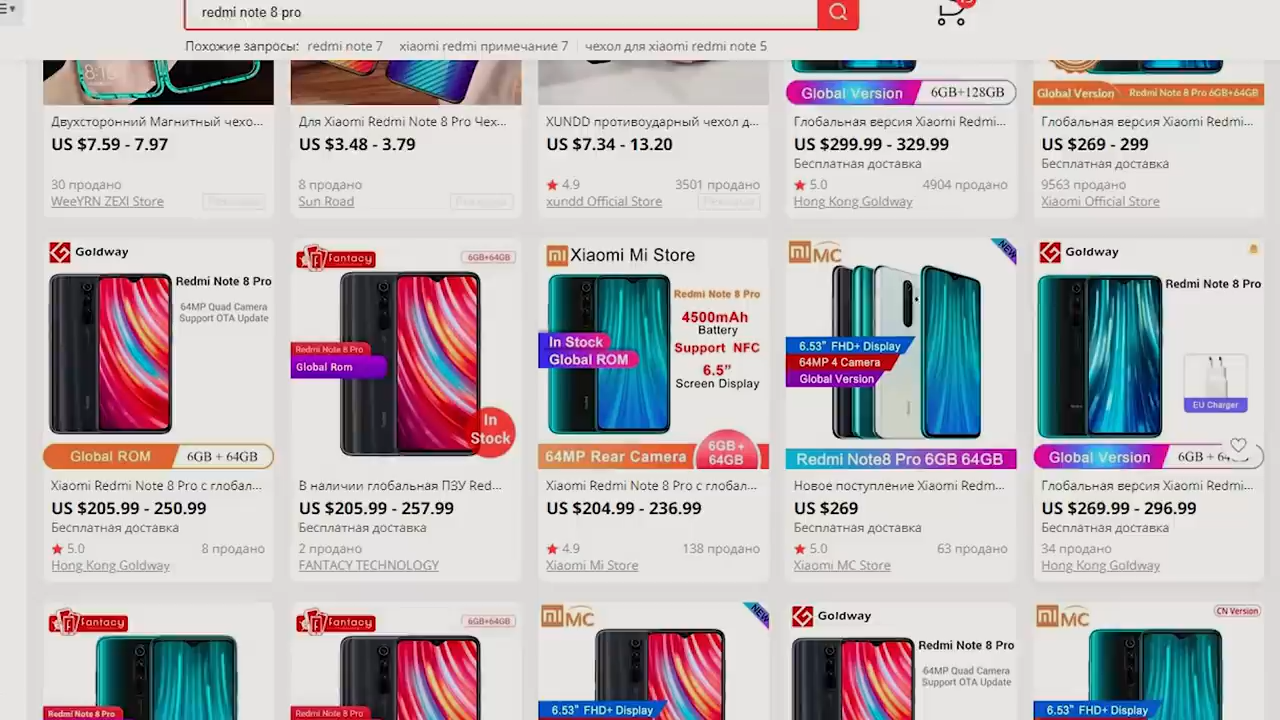 redmi note 8 pro
Похожие запросы: redmi note 7 xiaomi redmi примечание 7 чехол для xiaomi redmi note 5
8:16
Global Version 6GB+128GB
Global Version Redmi Note 8 Pro 6GB+64GB
Двухсторонний Магнитный чехо...
US $7.59 - 7.97
30 продано
WeeYRN ZEXI Store
Для Xiaomi Redmi Note 8 Pro Чех...
US $3.48 - 3.79
8 продано
Sun Road
XUNDD противоударный чехол д...
US $7.34 - 13.20
4.9 3501 продано
xundd Official Store
Глобальная версия Xiaomi Redmi...
US $299.99 - 329.99
Бесплатная доставка
5.0 4904 продано
Hong Kong Goldway
Глобальная версия Xiaomi Redmi...
US $269 - 299
Бесплатная доставка
9563 продано
Xiaomi Official Store
Goldway
Redmi Note 8 Pro
64MP Quad Camera
Support OTA Update
Global ROM 6GB + 64GB
Xiaomi Redmi Note 8 Pro с глобал...
US $205.99 - 250.99
Бесплатная доставка
5.0 8 продано
Hong Kong Goldway
Fantacy
6GB+64GB
Redmi Note 8 Pro
Global Rom
In
Stock
В наличии глобальная ПЗУ Red...
US $205.99 - 257.99
Бесплатная доставка
2 продано
FANTACY TECHNOLOGY
Xiaomi Mi Store
Redmi Note 8 Pro
4500mAh
Battery
In Stock
Global ROM
Support NFC
6.5”
Screen Display
64MP Rear Camera
6GB+
64GB
Xiaomi Redmi Note 8 Pro с глобал...
US $204.99 - 236.99
4.9 138 продано
Xiaomi Mi Store
MC
NEW
6.53” FHD+ Display
64MP 4 Camera
Global Version
Redmi Note8 Pro 6GB 64GB
Новое поступление Xiaomi Redm...
US $269
Бесплатная доставка
5.0 63 продано
Xiaomi MC Store
Goldway
Redmi Note 8 Pro
EU Charger
Global Version 6GB +
Глобальная версия Xiaomi Redmi...
US $269.99 - 296.99
Бесплатная доставка
34 продано
Hong Kong Goldway
Fantacy
Redmi Note 8 Pro
Fantacy
6GB+64GB
Redmi Note 8 Pro
MC
NEW
6.53” FHD+ Display
Goldway
Redmi Note 8 Pro
64MP Quad Camera
Support OTA Update
MC
CN Version
6.53” FHD+ Display